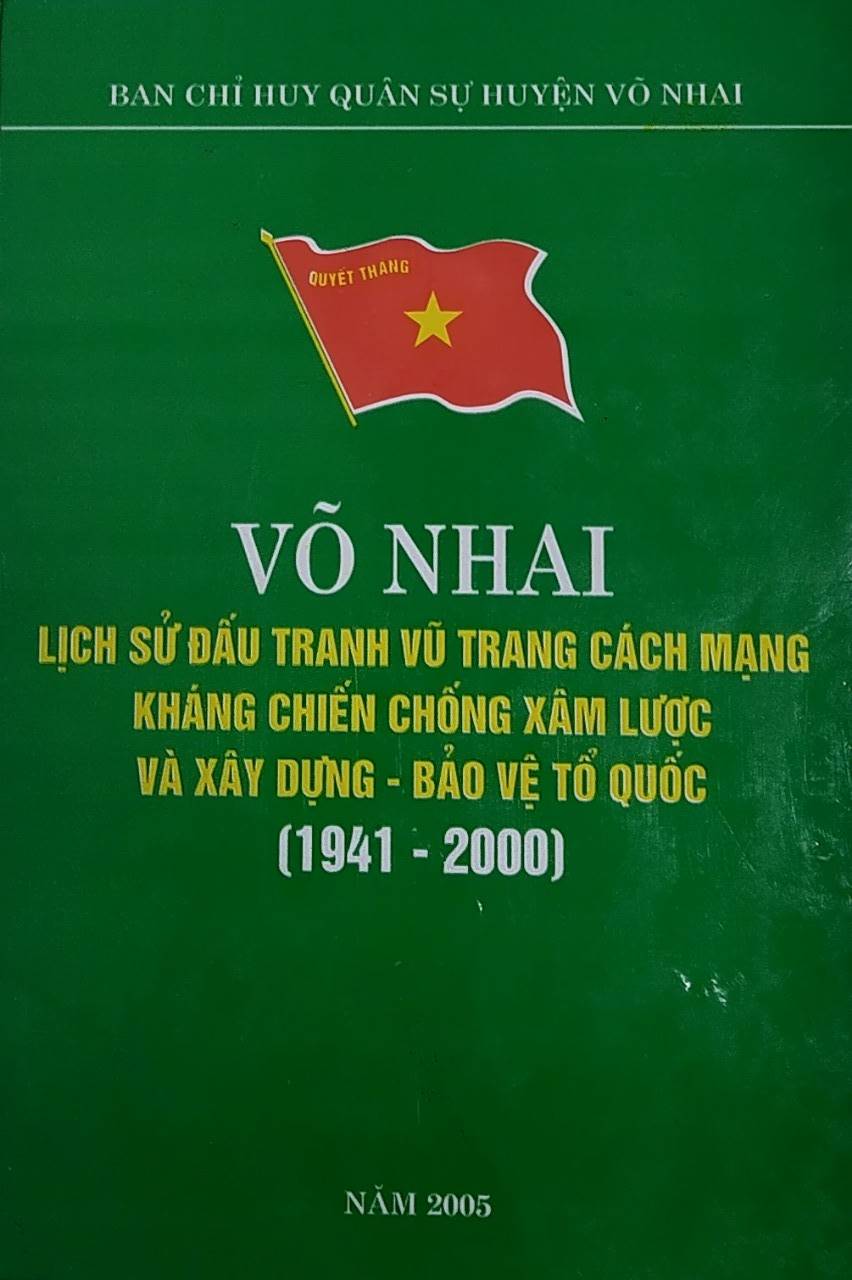 BAN CHỈ HUY QUÂN SỰ HUYỆN VÕ NHAI
QUYẾT THANG
VÕ NHAI
LỊCH SỬ ĐẤU TRANH VŨ TRANG CÁCH MẠNG
KHÁNG CHIẾN CHỐNG XÂM LƯỢC
VÀ XÂY DỰNG - BẢO VỆ TỔ QUỐC
(1941 - 2000)
NĂM 2005